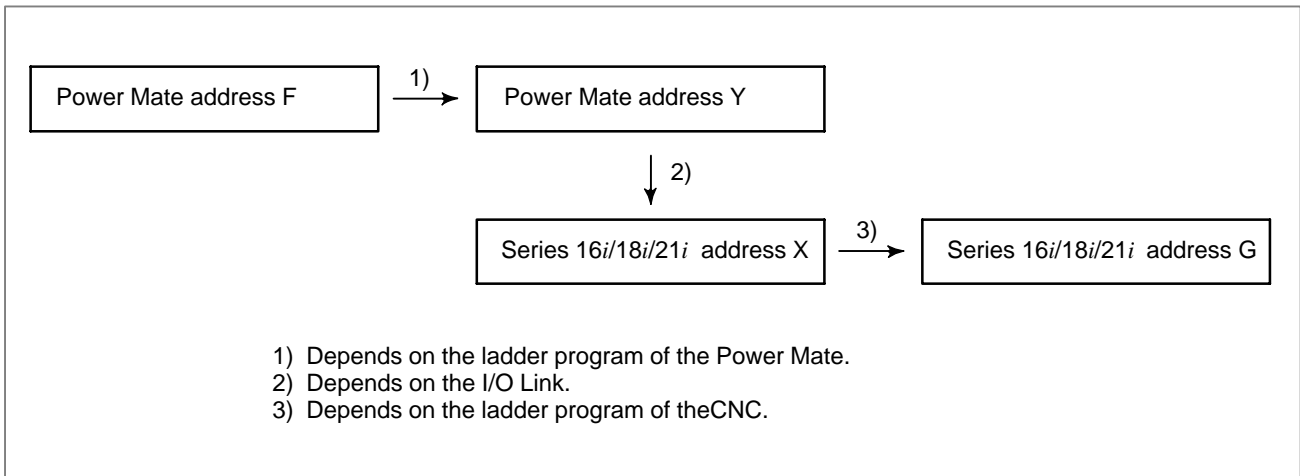 Power Mate address F
1)
Power Mate address Y
2)
Series 16i/18i/21i address X
3)
Series 16i/18i/21i address G
1) Depends on the ladder program of the Power Mate.
2) Depends on the I/O Link.
3) Depends on the ladder program of theCNC.